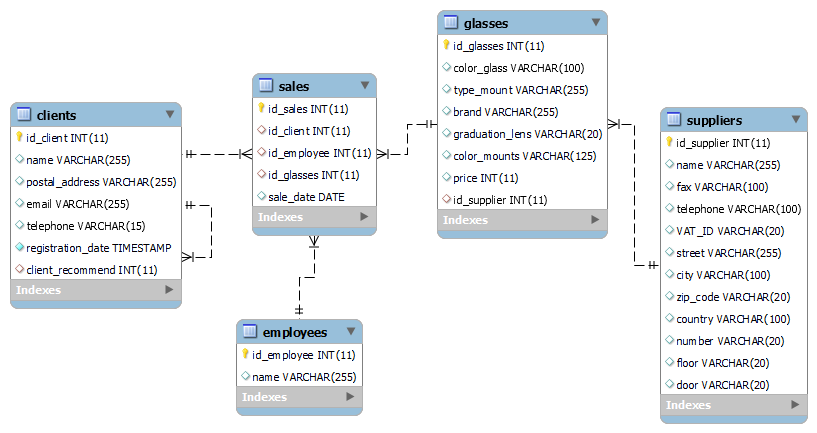 clients
id_client INT(11)
name VARCHAR(255)
postal_address VARCHAR(255)
email VARCHAR(255)
telephone VARCHAR(15)
registration_date TIMESTAMP
client_recommend INT(11)
Indexes
sales
id_sales INT(11)
id_client INT(11)
id_employee INT(11)
id_glasses INT(11)
sale_date DATE
Indexes
employees
id_employee INT(11)
name VARCHAR(255)
Indexes
glasses
id_glasses INT(11)
color_glass VARCHAR(100)
type_mount VARCHAR(255)
brand VARCHAR(255)
graduation_lens VARCHAR(20)
color_mounts VARCHAR(125)
price INT(11)
id_supplier INT(11)
Indexes
suppliers
id_supplier INT(11)
name VARCHAR(255)
fax VARCHAR(100)
telephone VARCHAR(100)
VAT_ID VARCHAR(20)
street VARCHAR(255)
city VARCHAR(100)
zip_code VARCHAR(20)
country VARCHAR(100)
number VARCHAR(20)
floor VARCHAR(20)
door VARCHAR(20)
Indexes